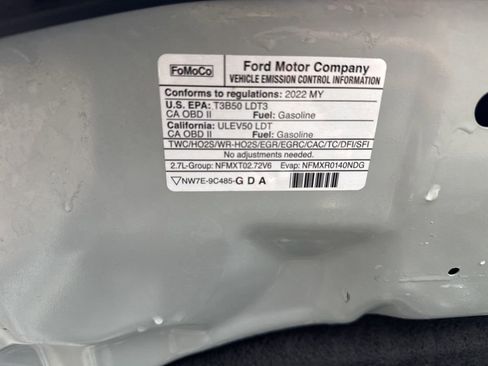 FoMoCo
Ford Motor Company
VEHICLE EMISSION CONTROL INFORMATION
Conforms to regulations: 2022 MY
U.S. EPA: T3B50 LDT3
CA OBD II Fuel: Gasoline
California: ULEV50 LDT
CA OBD II Fuel: Gasoline
TWC/HO2S/WR-HO2S/EGR/EGRC/CAC/TC/DFI/SFI
No adjustments needed.
2.7L-Group: NFMXT02.72V6 Evap: NFMXR0140NDG
NW7E-9C485-GDA